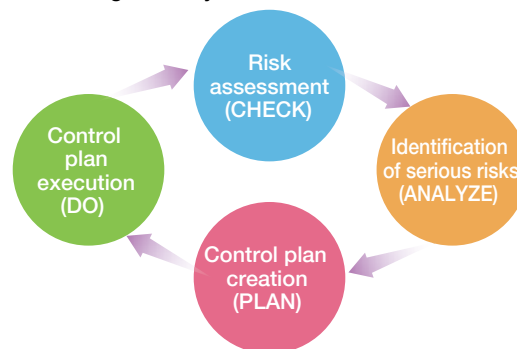 Risk
assessment
(CHECK)
Identification
of serious risks
(ANALYZE)
Control plan
creation
(PLAN)
Control
plan
execution
(DO)